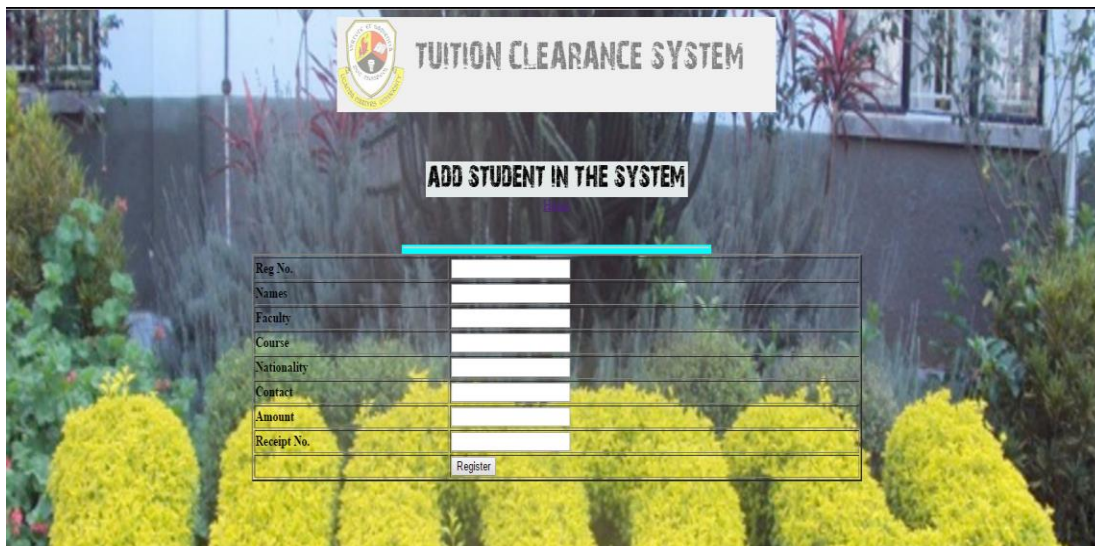 TUITION CLEARANCE SYSTEM
ADD STUDENT IN THE SYSTEM
Reg No.
Names
Faculty
Course
Nationality
Contact
Amount
Receipt No.
Register